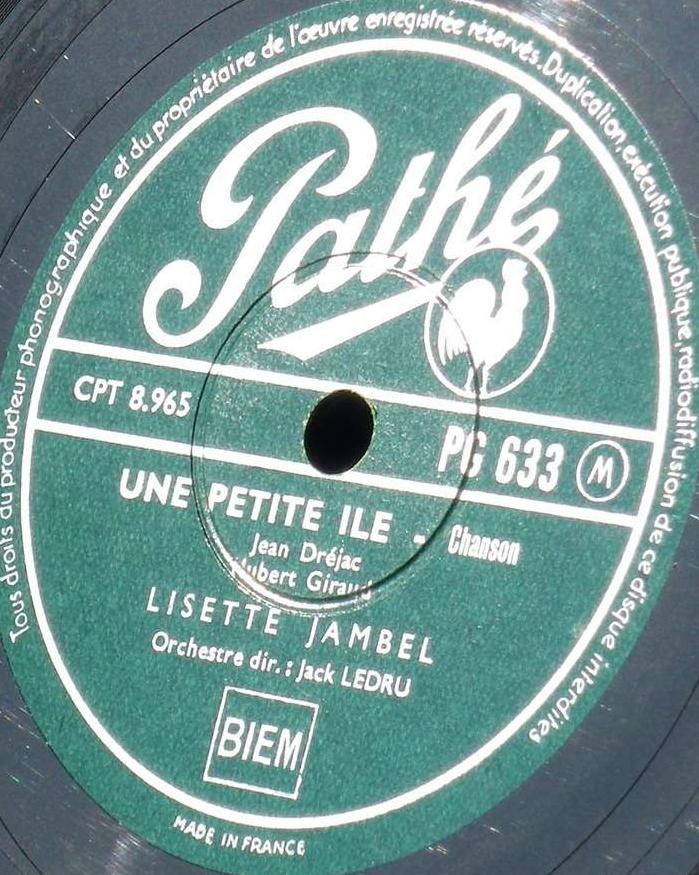 Tous droits du producteur phonographique et du propriétaire de l'œuvre enregistrée réservés. Duplication, exécution publique, radiodiffusion de ce disque interdites
Pathé
CPT 8.965
PG 633 M
UNE PETITE ILE - Chanson
Jean Dréjac
Hubert Giraud
LISETTE JAMBEL
Orchestre dir. : Jack LEDRU
BIEM
MADE IN FRANCE